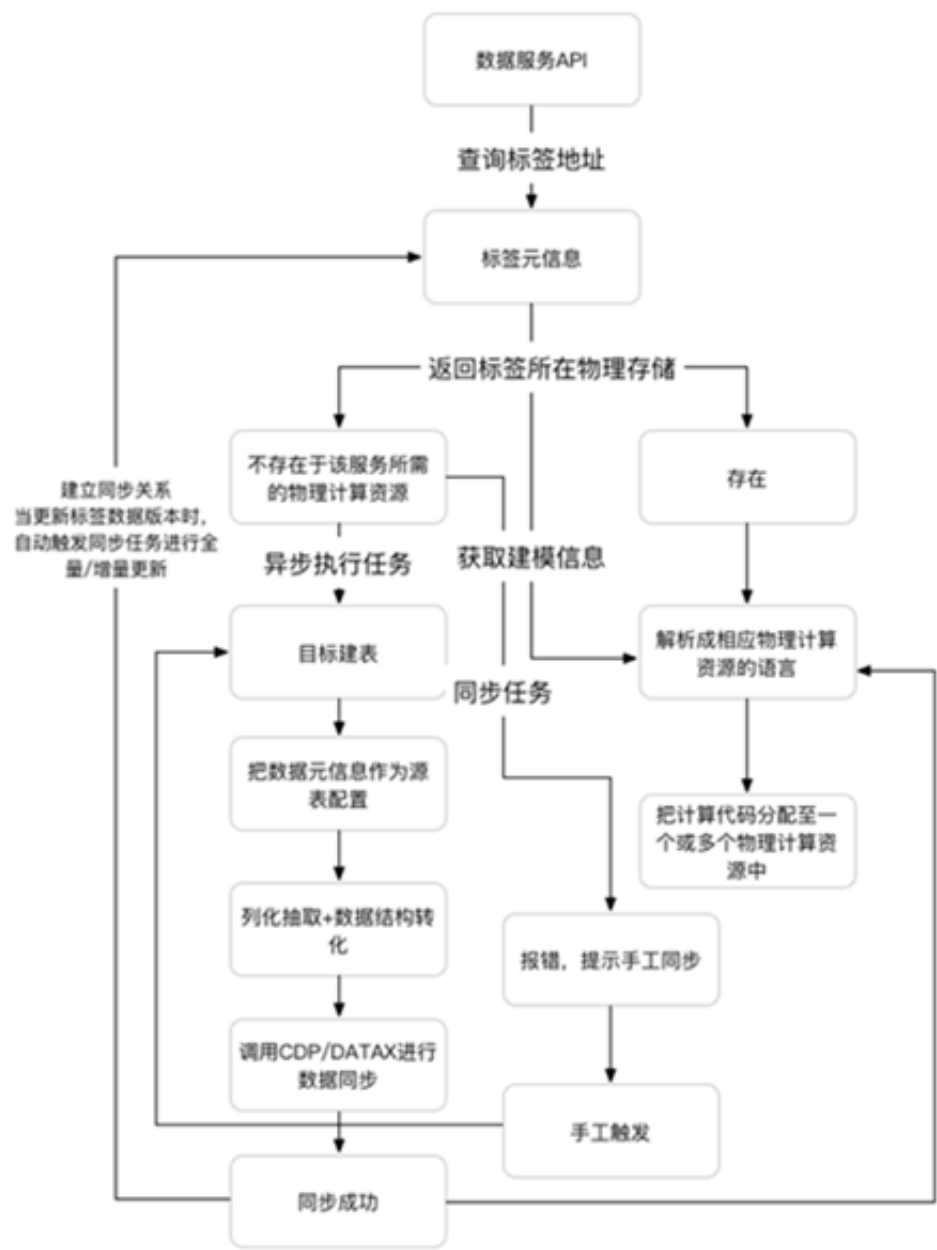 数据服务API
查询标签地址
标签元信息
返回标签所在物理存储
不存在于该服务所需
的物理计算资源
存在
建立同步关系
当更新标签数据版本时，
自动触发同步任务进行全
量/增量更新
异步执行任务
获取建模信息
目标建表
解析成相应物理计算
资源的语言
同步任务
把数据元信息作为源
表配置
把计算代码分配至一
个或多个物理计算资
源中
列化抽取+数据结构转
化
报错，提示手工同步
调用CDP/DATAX进行
数据同步
手工触发
同步成功